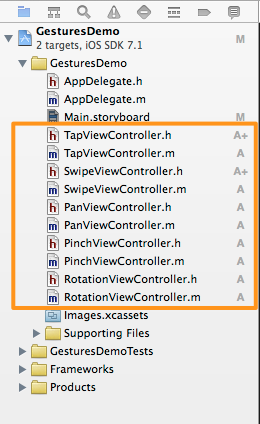 GesturesDemo
2 targets, iOS SDK 7.1 M
GesturesDemo
h AppDelegate.h
m AppDelegate.m
Main.storyboard M
h TapViewController.h A+
m TapViewController.m A
h SwipeViewController.h A+
m SwipeViewController.m A
h PanViewController.h A
m PanViewController.m A
h PinchViewController.h A
m PinchViewController.m A
h RotationViewController.h A
m RotationViewController.m A
Images.xcassets
Supporting Files
GesturesDemoTests
Frameworks
Products